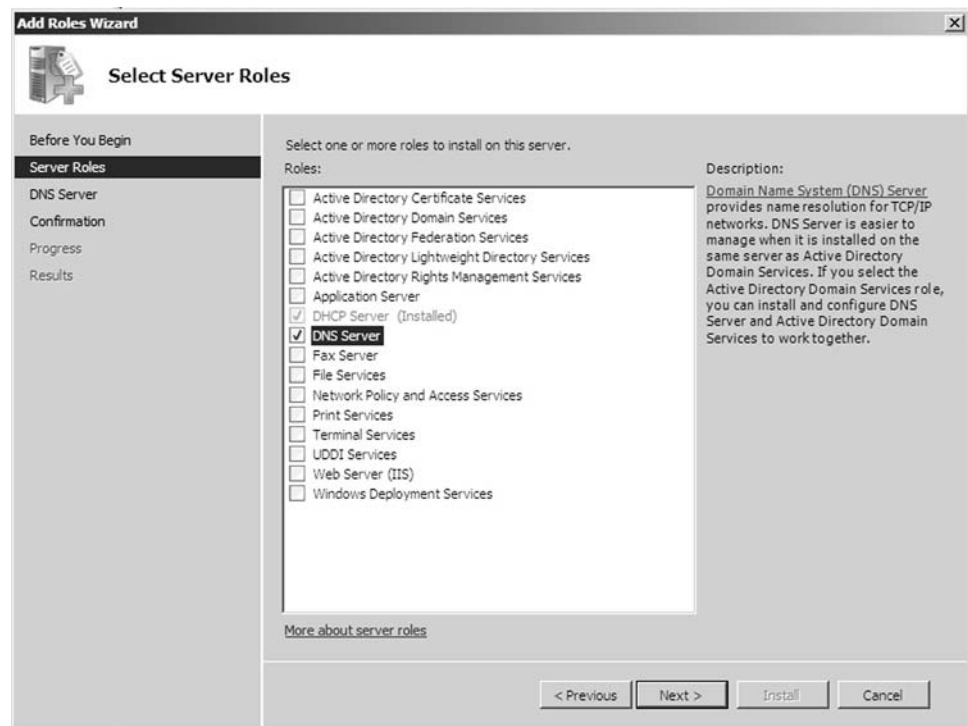 Add Roles Wizard
Select Server Roles
Before You Begin
Server Roles
DNS Server
Confirmation
Progress
Results
Select one or more roles to install on this server.
Roles:
Active Directory Certificate Services
Active Directory Domain Services
Active Directory Federation Services
Active Directory Lightweight Directory Services
Active Directory Rights Management Services
Application Server
DHCP Server (Installed)
DNS Server
Fax Server
File Services
Network Policy and Access Services
Print Services
Terminal Services
UDDI Services
Web Server (IIS)
Windows Deployment Services
More about server roles
Description:
Domain Name System (DNS) Server
provides name resolution for TCP/IP
networks. DNS Server is easier to
manage when it is installed on the
same server as Active Directory
Domain Services. If you select the
Active Directory Domain Services role,
you can install and configure DNS
Server and Active Directory Domain
Services to work together.
< Previous
Next >
Install
Cancel